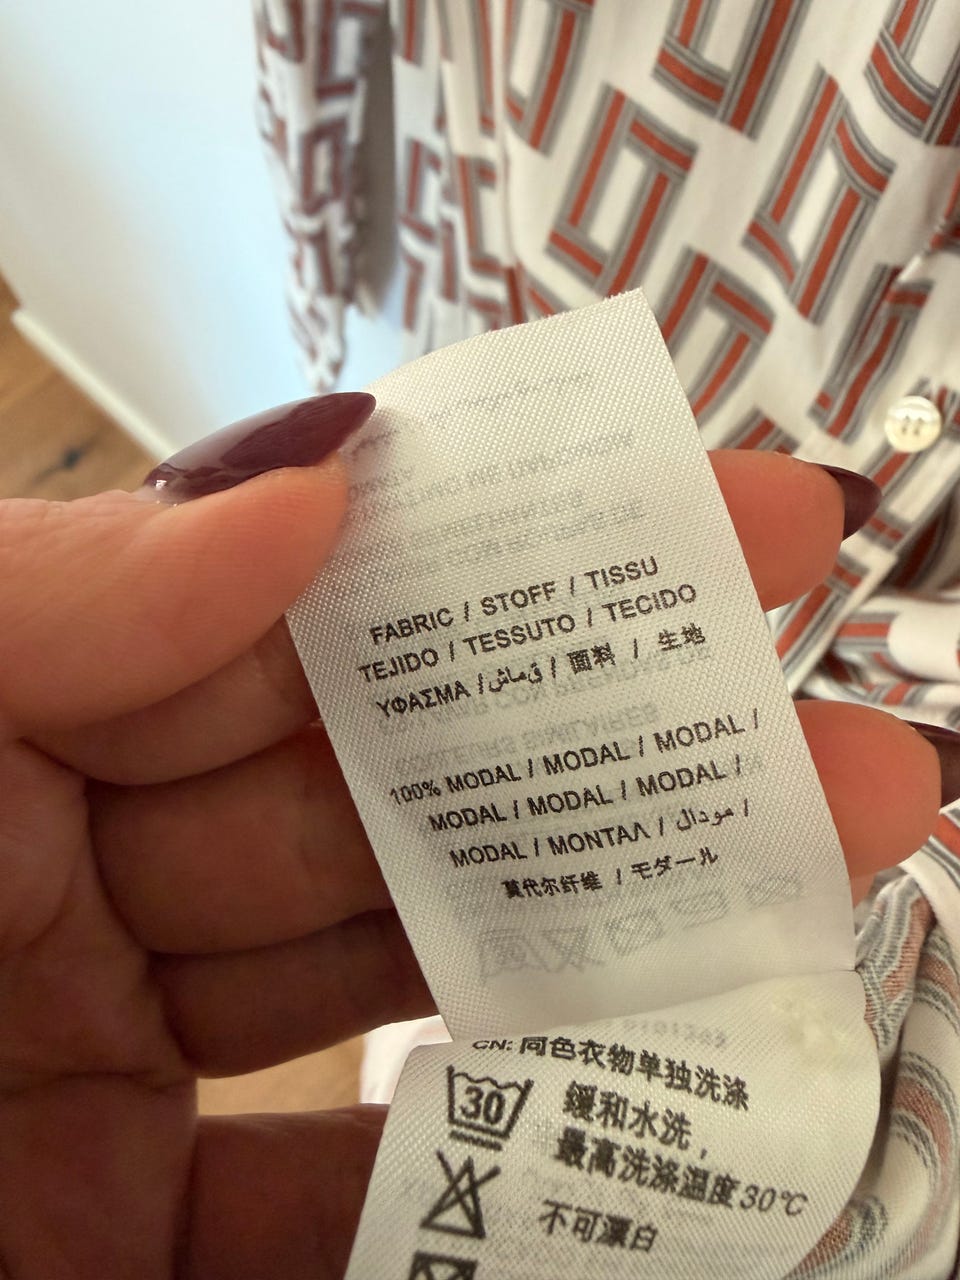 FABRIC / STOFF / TISSU
TEJIDO / TESSUTO / TECIDO
ΥΦΑΣΜΑ / قماش / 面料 / 生地
100% MODAL / MODAL / MODAL /
MODAL / MODAL / MODAL /
MODAL / ΜΟΝΤΑΛ / مودال /
莫代尔纤维 / モダール
CN: 同色衣物单独洗涤
30
缓和水洗，
最高洗涤温度30℃
不可漂白